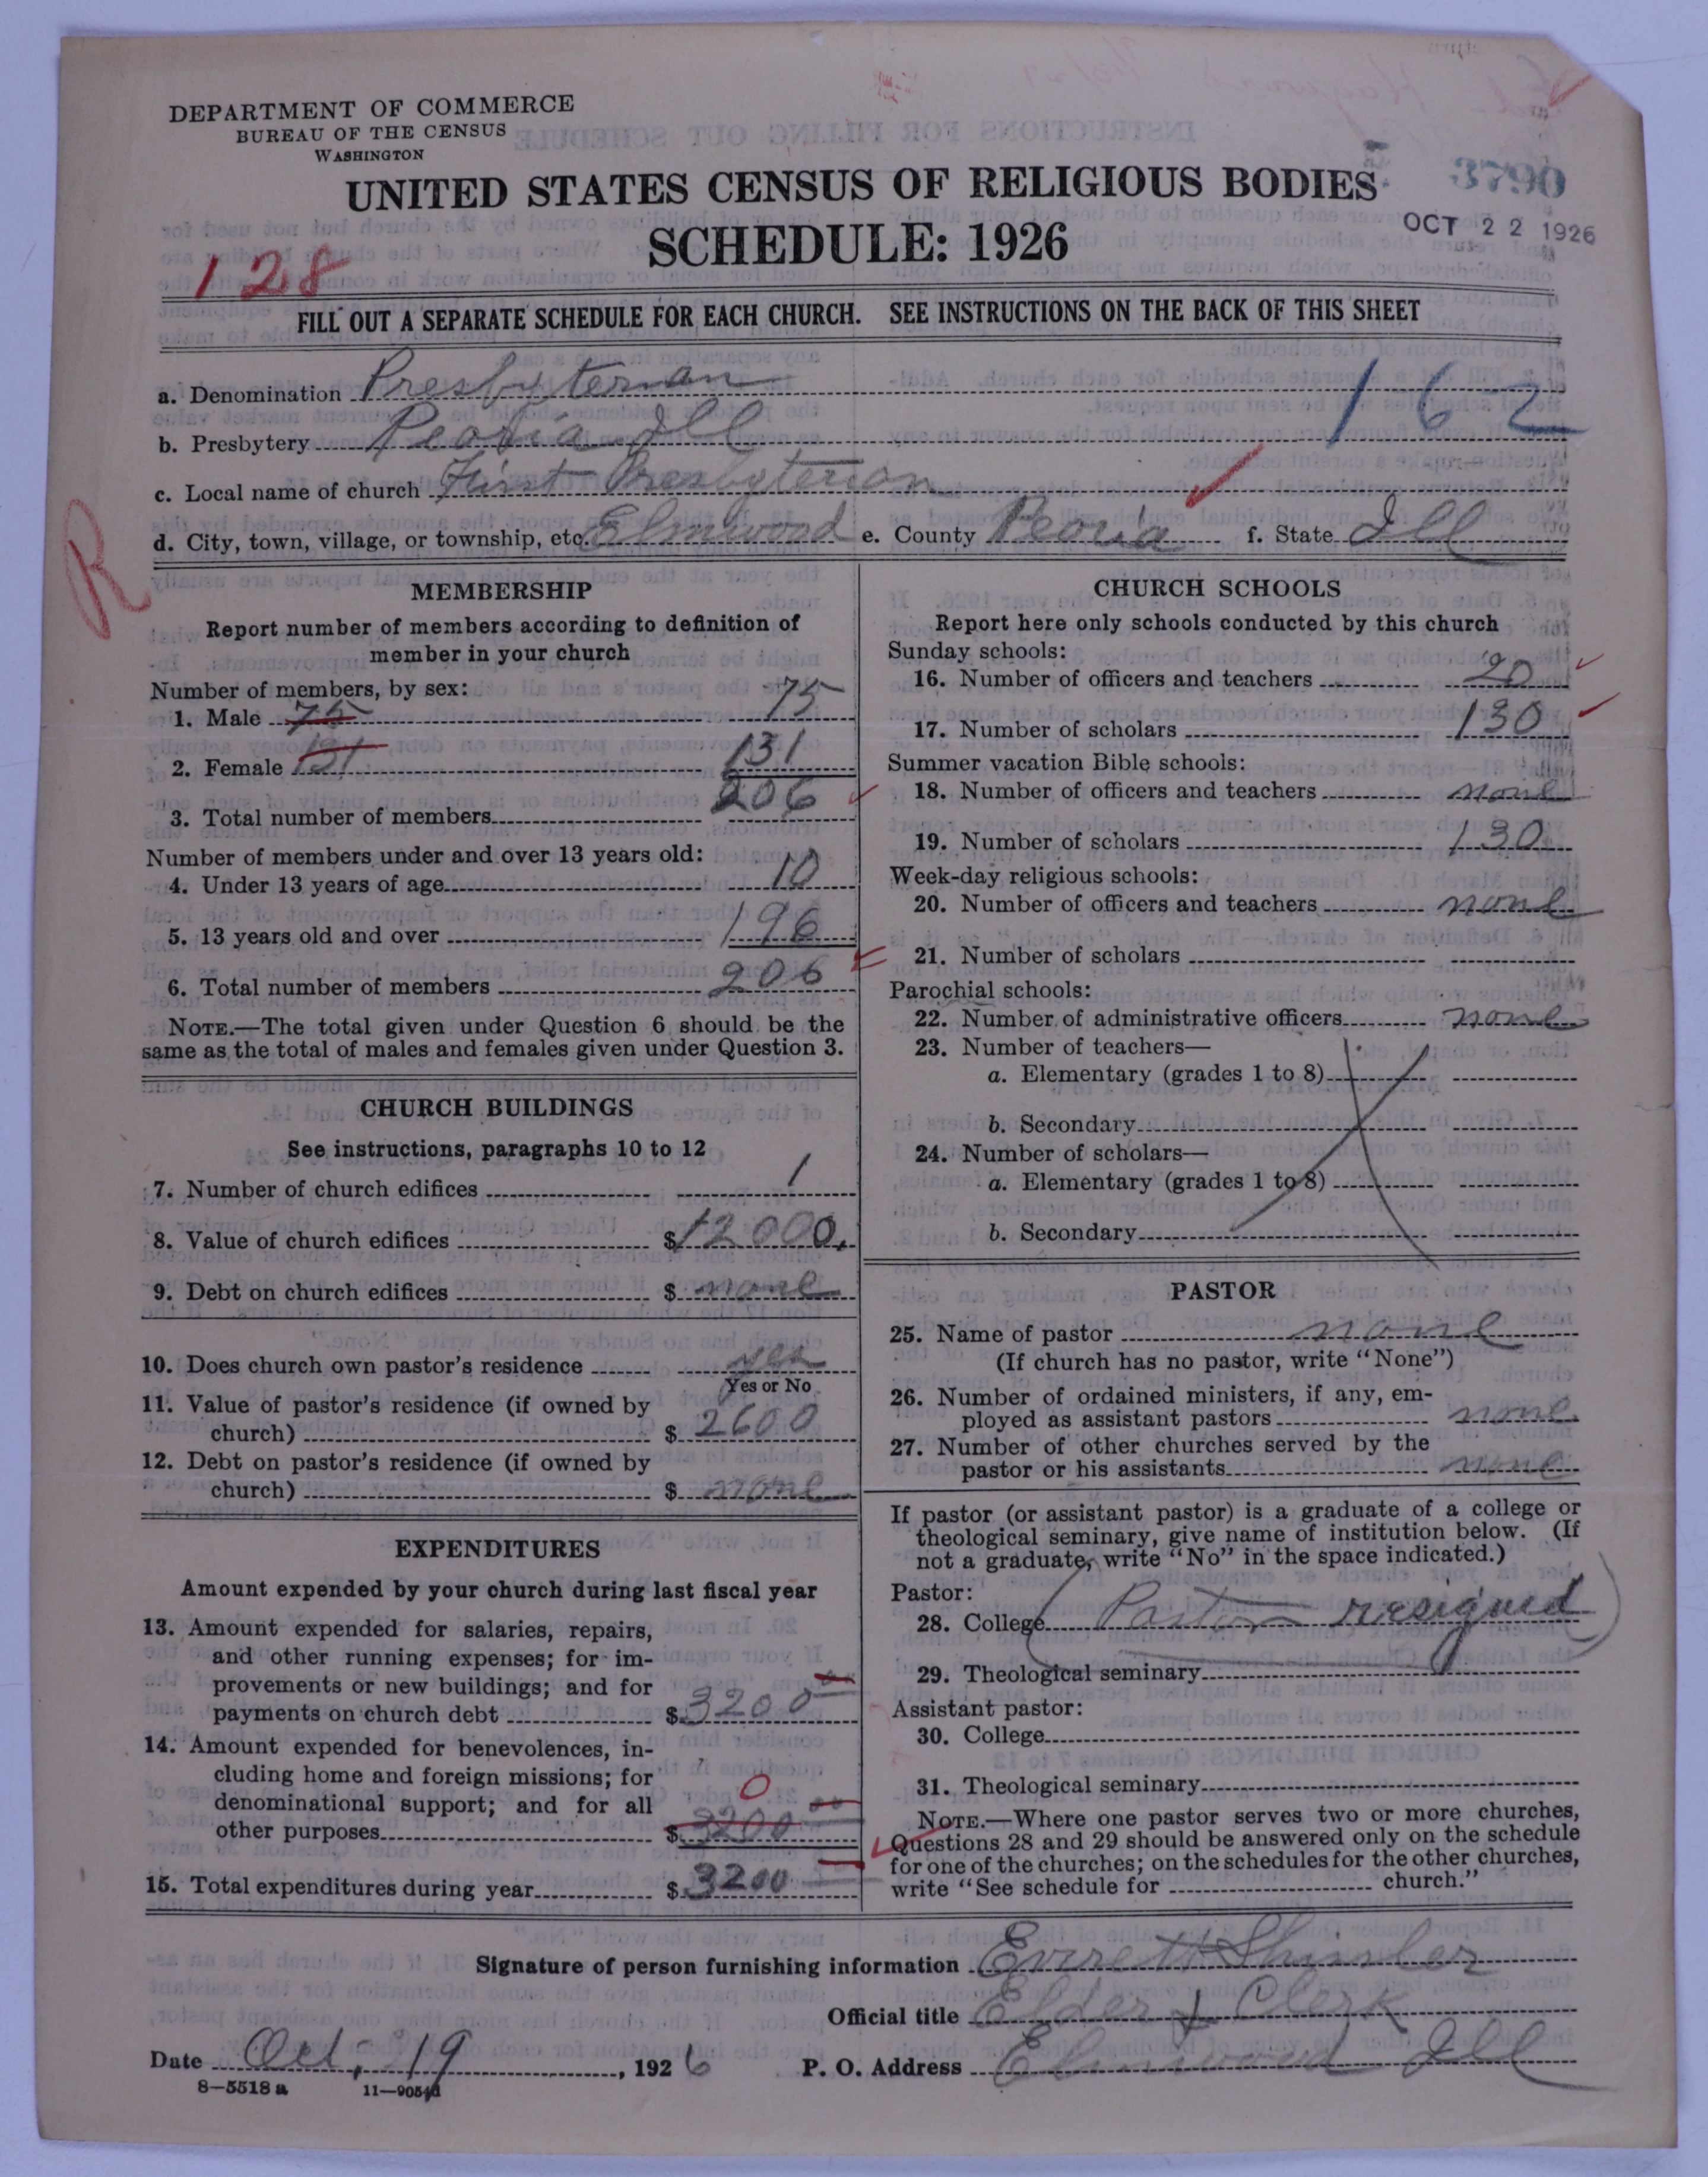 DEPARTMENT OF COMMERCE
BUREAU OF THE CENSUS
WASHINGTON
UNITED STATES CENSUS OF RELIGIOUS BODIES
SCHEDULE: 1926
3790
OCT 22 1926
128
FILL OUT A SEPARATE SCHEDULE FOR EACH CHURCH. SEE INSTRUCTIONS ON THE BACK OF THIS SHEET
a. Denomination Presbyterian
162
b. Presbytery Peoria Ill
c. Local name of church First Presbyterian
d. City, town, village, or township, etc. Elmwood e. County Peoria f. State Ill
R
MEMBERSHIP
Report number of members according to definition of
member in your church
Number of members, by sex:
1. Male 75 75
2. Female 131 131
3. Total number of members 206
Number of members under and over 13 years old:
4. Under 13 years of age 10
5. 13 years old and over 196
6. Total number of members 206
NOTE.—The total given under Question 6 should be the
same as the total of males and females given under Question 3.
CHURCH BUILDINGS
See instructions, paragraphs 10 to 12
7. Number of church edifices 1
8. Value of church edifices $12000.
9. Debt on church edifices $ none
10. Does church own pastor's residence yes
Yes or No
11. Value of pastor's residence (if owned by
church) $ 2600
12. Debt on pastor's residence (if owned by
church) $ none
EXPENDITURES
Amount expended by your church during last fiscal year
13. Amount expended for salaries, repairs,
and other running expenses; for im-
provements or new buildings; and for
payments on church debt $ 3200 00
14. Amount expended for benevolences, in-
cluding home and foreign missions; for
denominational support; and for all 0
other purposes $ 3200 00
15. Total expenditures during year $ 3200
CHURCH SCHOOLS
Report here only schools conducted by this church
Sunday schools:
16. Number of officers and teachers 20
17. Number of scholars 130
Summer vacation Bible schools:
18. Number of officers and teachers none
19. Number of scholars 130
Week-day religious schools:
20. Number of officers and teachers none
21. Number of scholars
Parochial schools:
22. Number of administrative officers none
23. Number of teachers—
a. Elementary (grades 1 to 8)
b. Secondary
24. Number of scholars—
a. Elementary (grades 1 to 8)
b. Secondary
PASTOR
25. Name of pastor none
(If church has no pastor, write "None")
26. Number of ordained ministers, if any, em-
ployed as assistant pastors none
27. Number of other churches served by the
pastor or his assistants none
If pastor (or assistant pastor) is a graduate of a college or
theological seminary, give name of institution below. (If
not a graduate, write "No" in the space indicated.)
Pastor:
28. College (Pastor resigned)
29. Theological seminary
Assistant pastor:
30. College
31. Theological seminary
NOTE.—Where one pastor serves two or more churches,
Questions 28 and 29 should be answered only on the schedule
for one of the churches; on the schedules for the other churches,
write "See schedule for church."
Signature of person furnishing information Everett Shissler
Official title Elder & Clerk
Date Oct, 19, 1926 P. O. Address Elmwood Ill
8—5518 a 11—9054